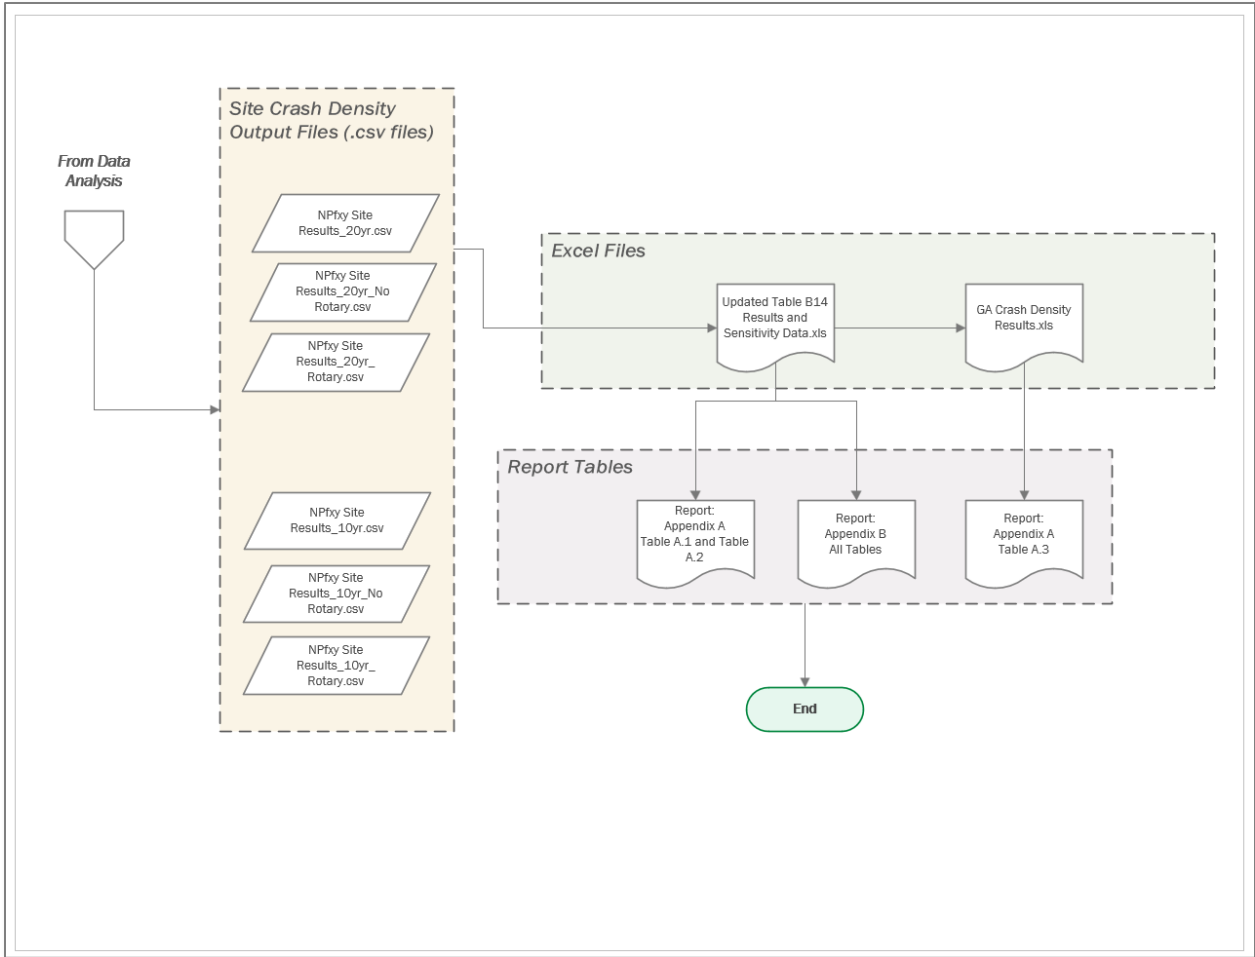 Site Crash Density
Output Files (.csv files)
From Data
Analysis
NPfxy Site
Results_20yr.csv
NPfxy Site
Results_20yr_No
Rotary.csv
NPfxy Site
Results_20yr_
Rotary.csv
NPfxy Site
Results_10yr.csv
NPfxy Site
Results_10yr_No
Rotary.csv
NPfxy Site
Results_10yr_
Rotary.csv
Excel Files
Updated Table B14
Results and
Sensitivity Data.xls
GA Crash Density
Results.xls
Report Tables
Report:
Appendix A
Table A.1 and Table
A.2
Report:
Appendix B
All Tables
Report:
Appendix A
Table A.3
End